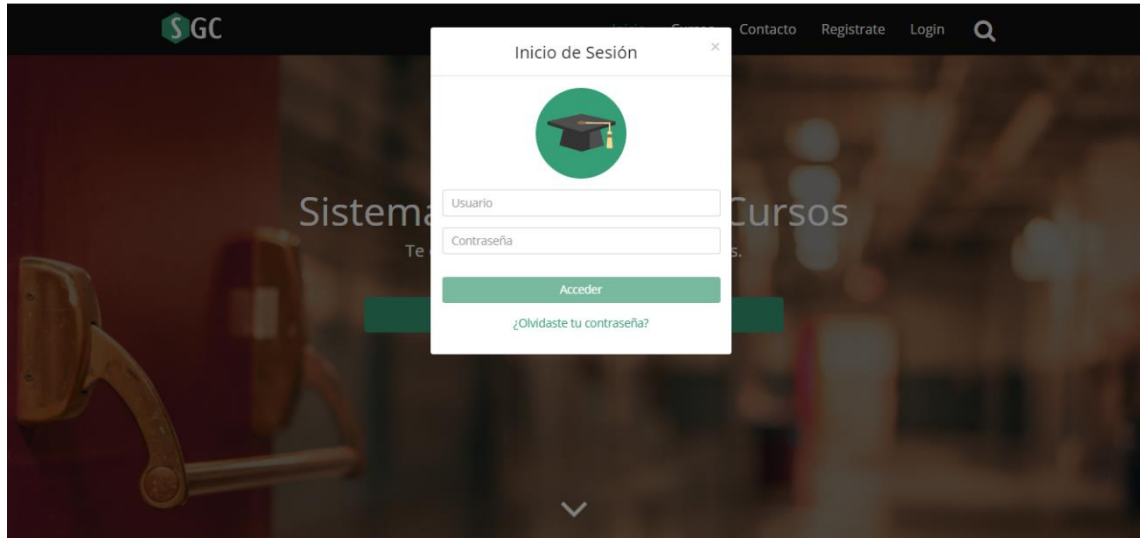 SGC
Contacto Registrate Login
Inicio de Sesión
×
Sistema Cursos
Usuario
Contraseña
Te
s.
Acceder
¿Olvidaste tu contraseña?